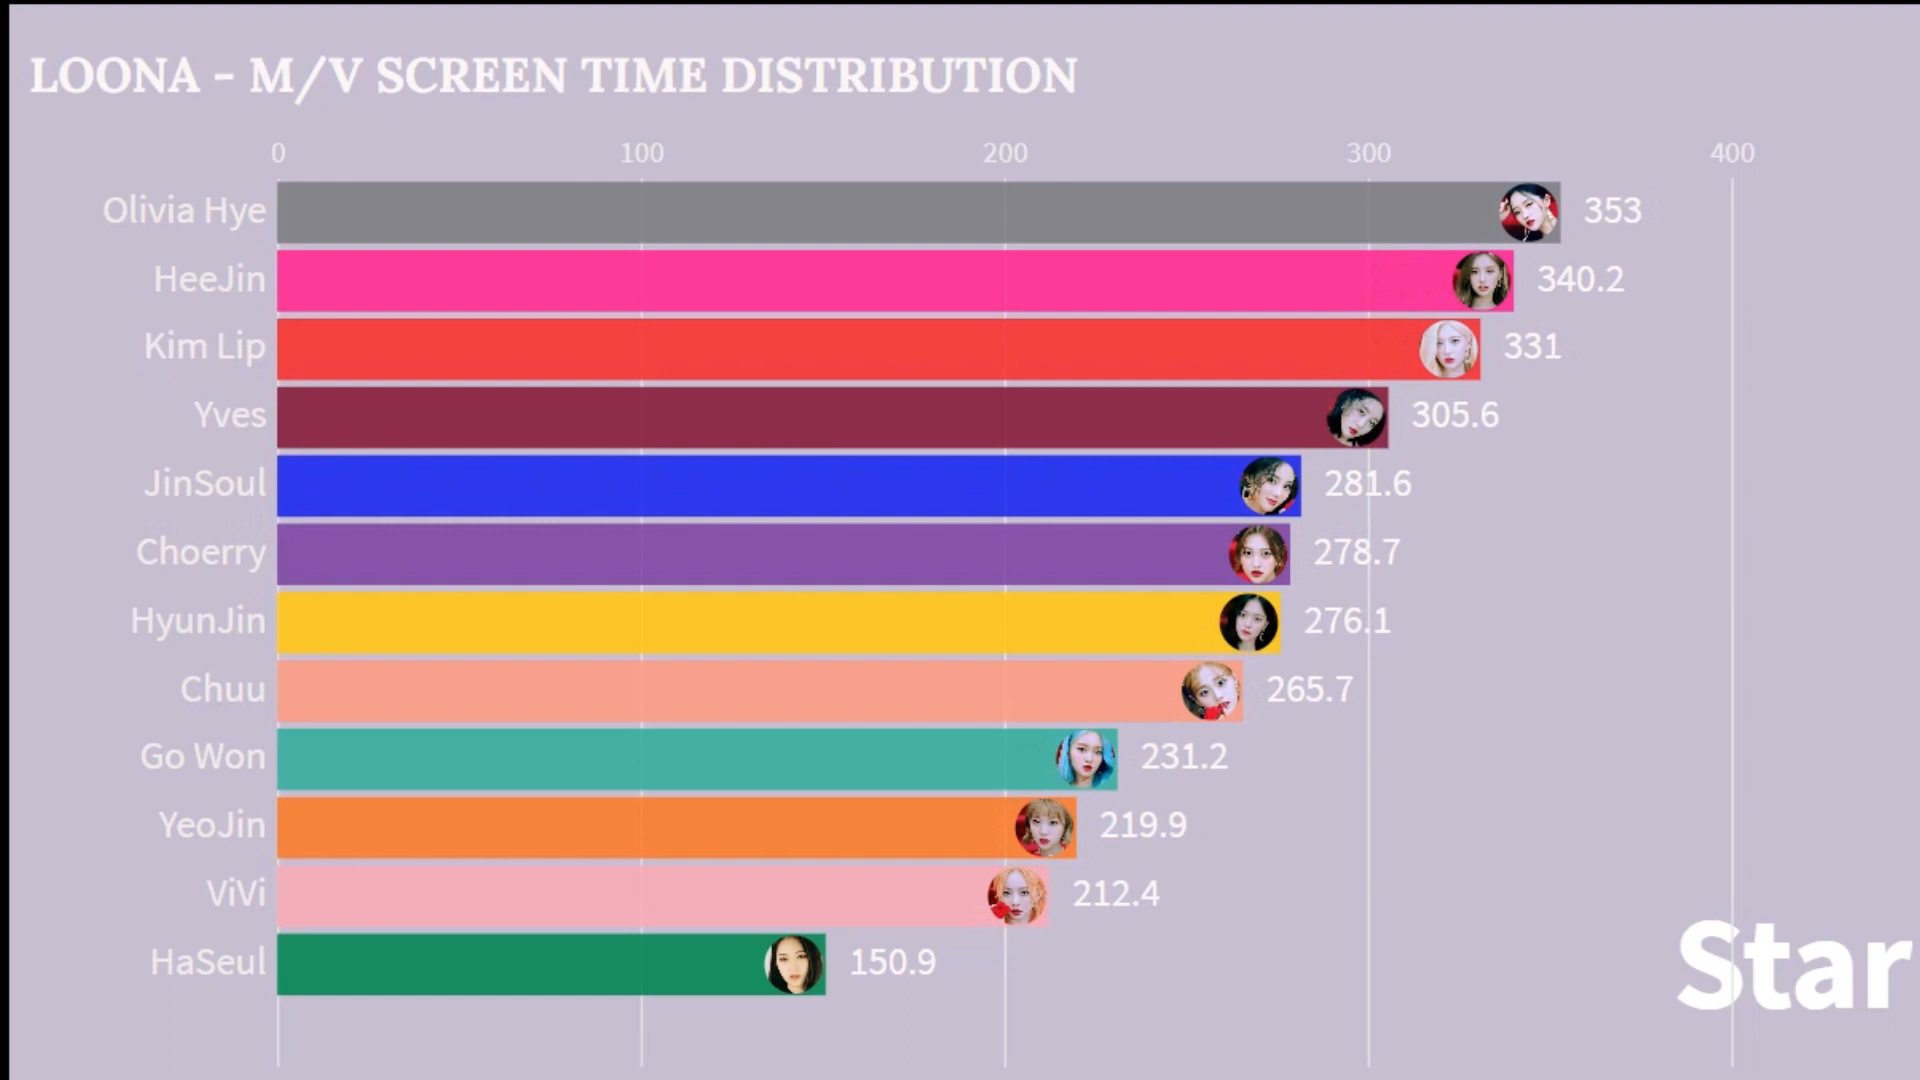 LOONA - M/V SCREEN TIME DISTRIBUTION
0 100 200 300 400
Olivia Hye 353
HeeJin 340.2
Kim Lip 331
Yves 305.6
JinSoul 281.6
Choerry 278.7
HyunJin 276.1
Chuu 265.7
Go Won 231.2
YeoJin 219.9
ViVi 212.4
HaSeul 150.9
Star